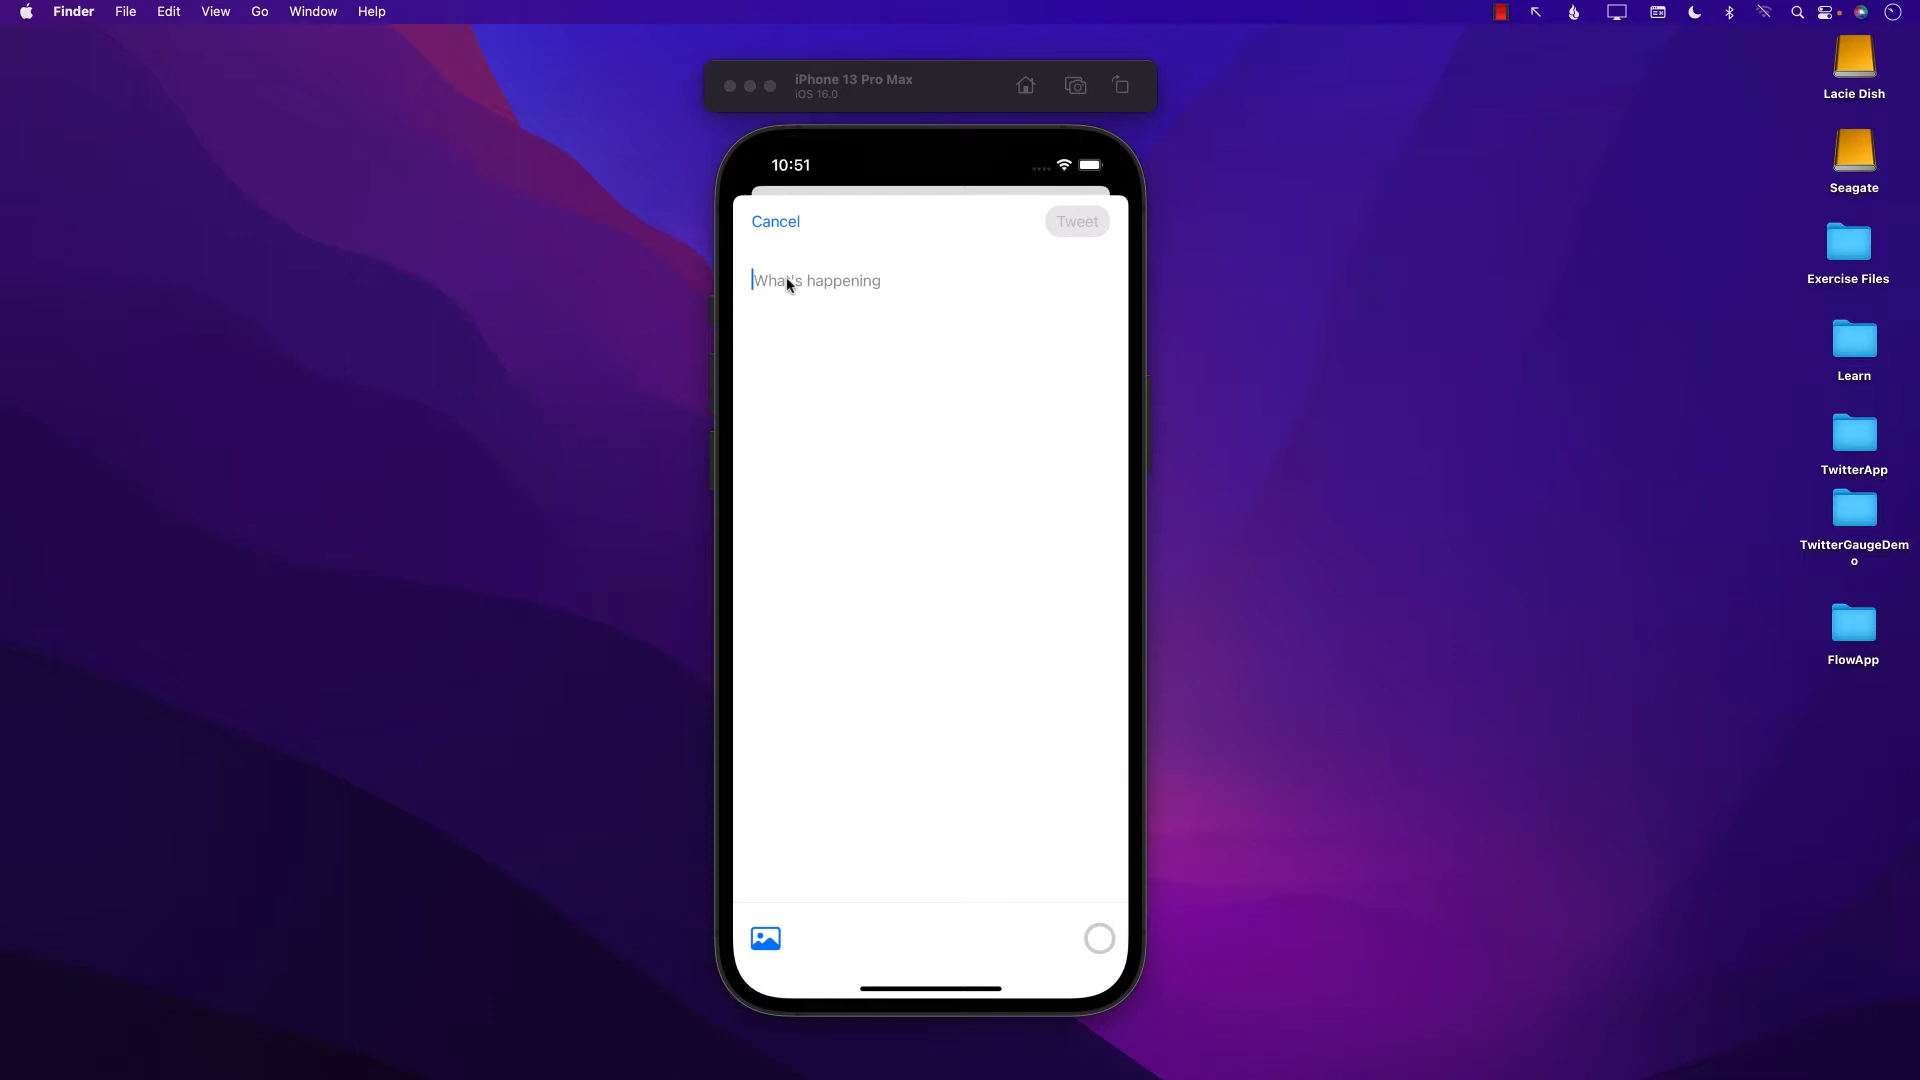 Finder File Edit View Go Window Help
iPhone 13 Pro Max
iOS 16.0
10:51
Cancel
Tweet
What's happening
Lacie Dish
Seagate
Exercise Files
Learn
TwitterApp
TwitterGaugeDem
o
FlowApp